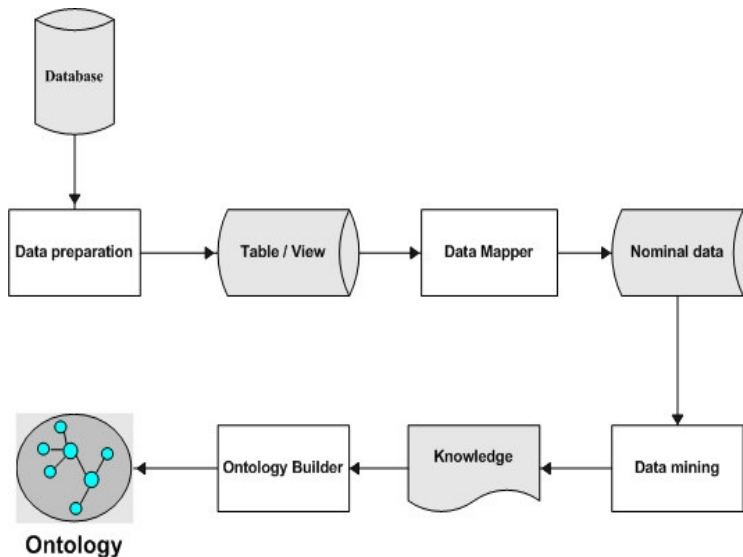 Database
Data preparation
Table / View
Data Mapper
Nominal data
Data mining
Knowledge
Ontology Builder
Ontology